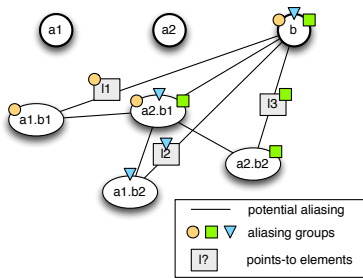 a1
a2
b
l1
a1.b1
a2.b1
l3
l2
a2.b2
a1.b2
potential aliasing
aliasing groups
l?
points-to elements